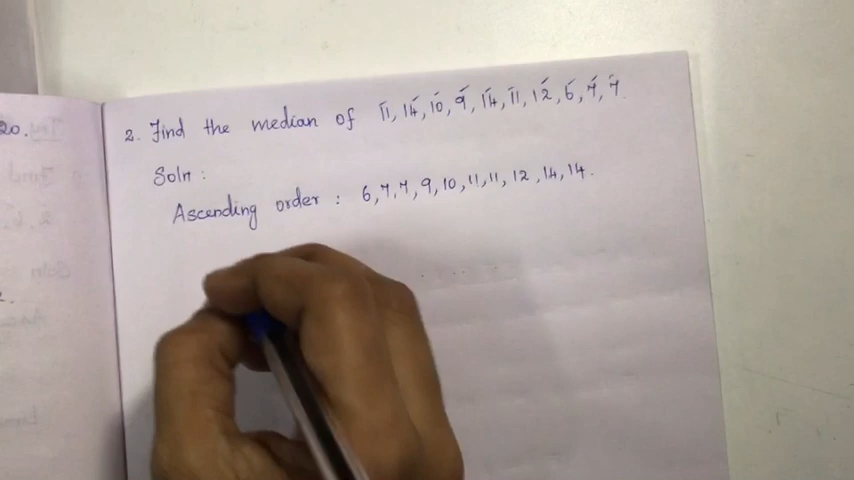 20.
2. Find the median of 11, 14, 10, 9, 14, 11, 12, 6, 7, 7.
Soln:
Ascending order : 6, 7, 7, 9, 10, 11, 11, 12, 14, 14.